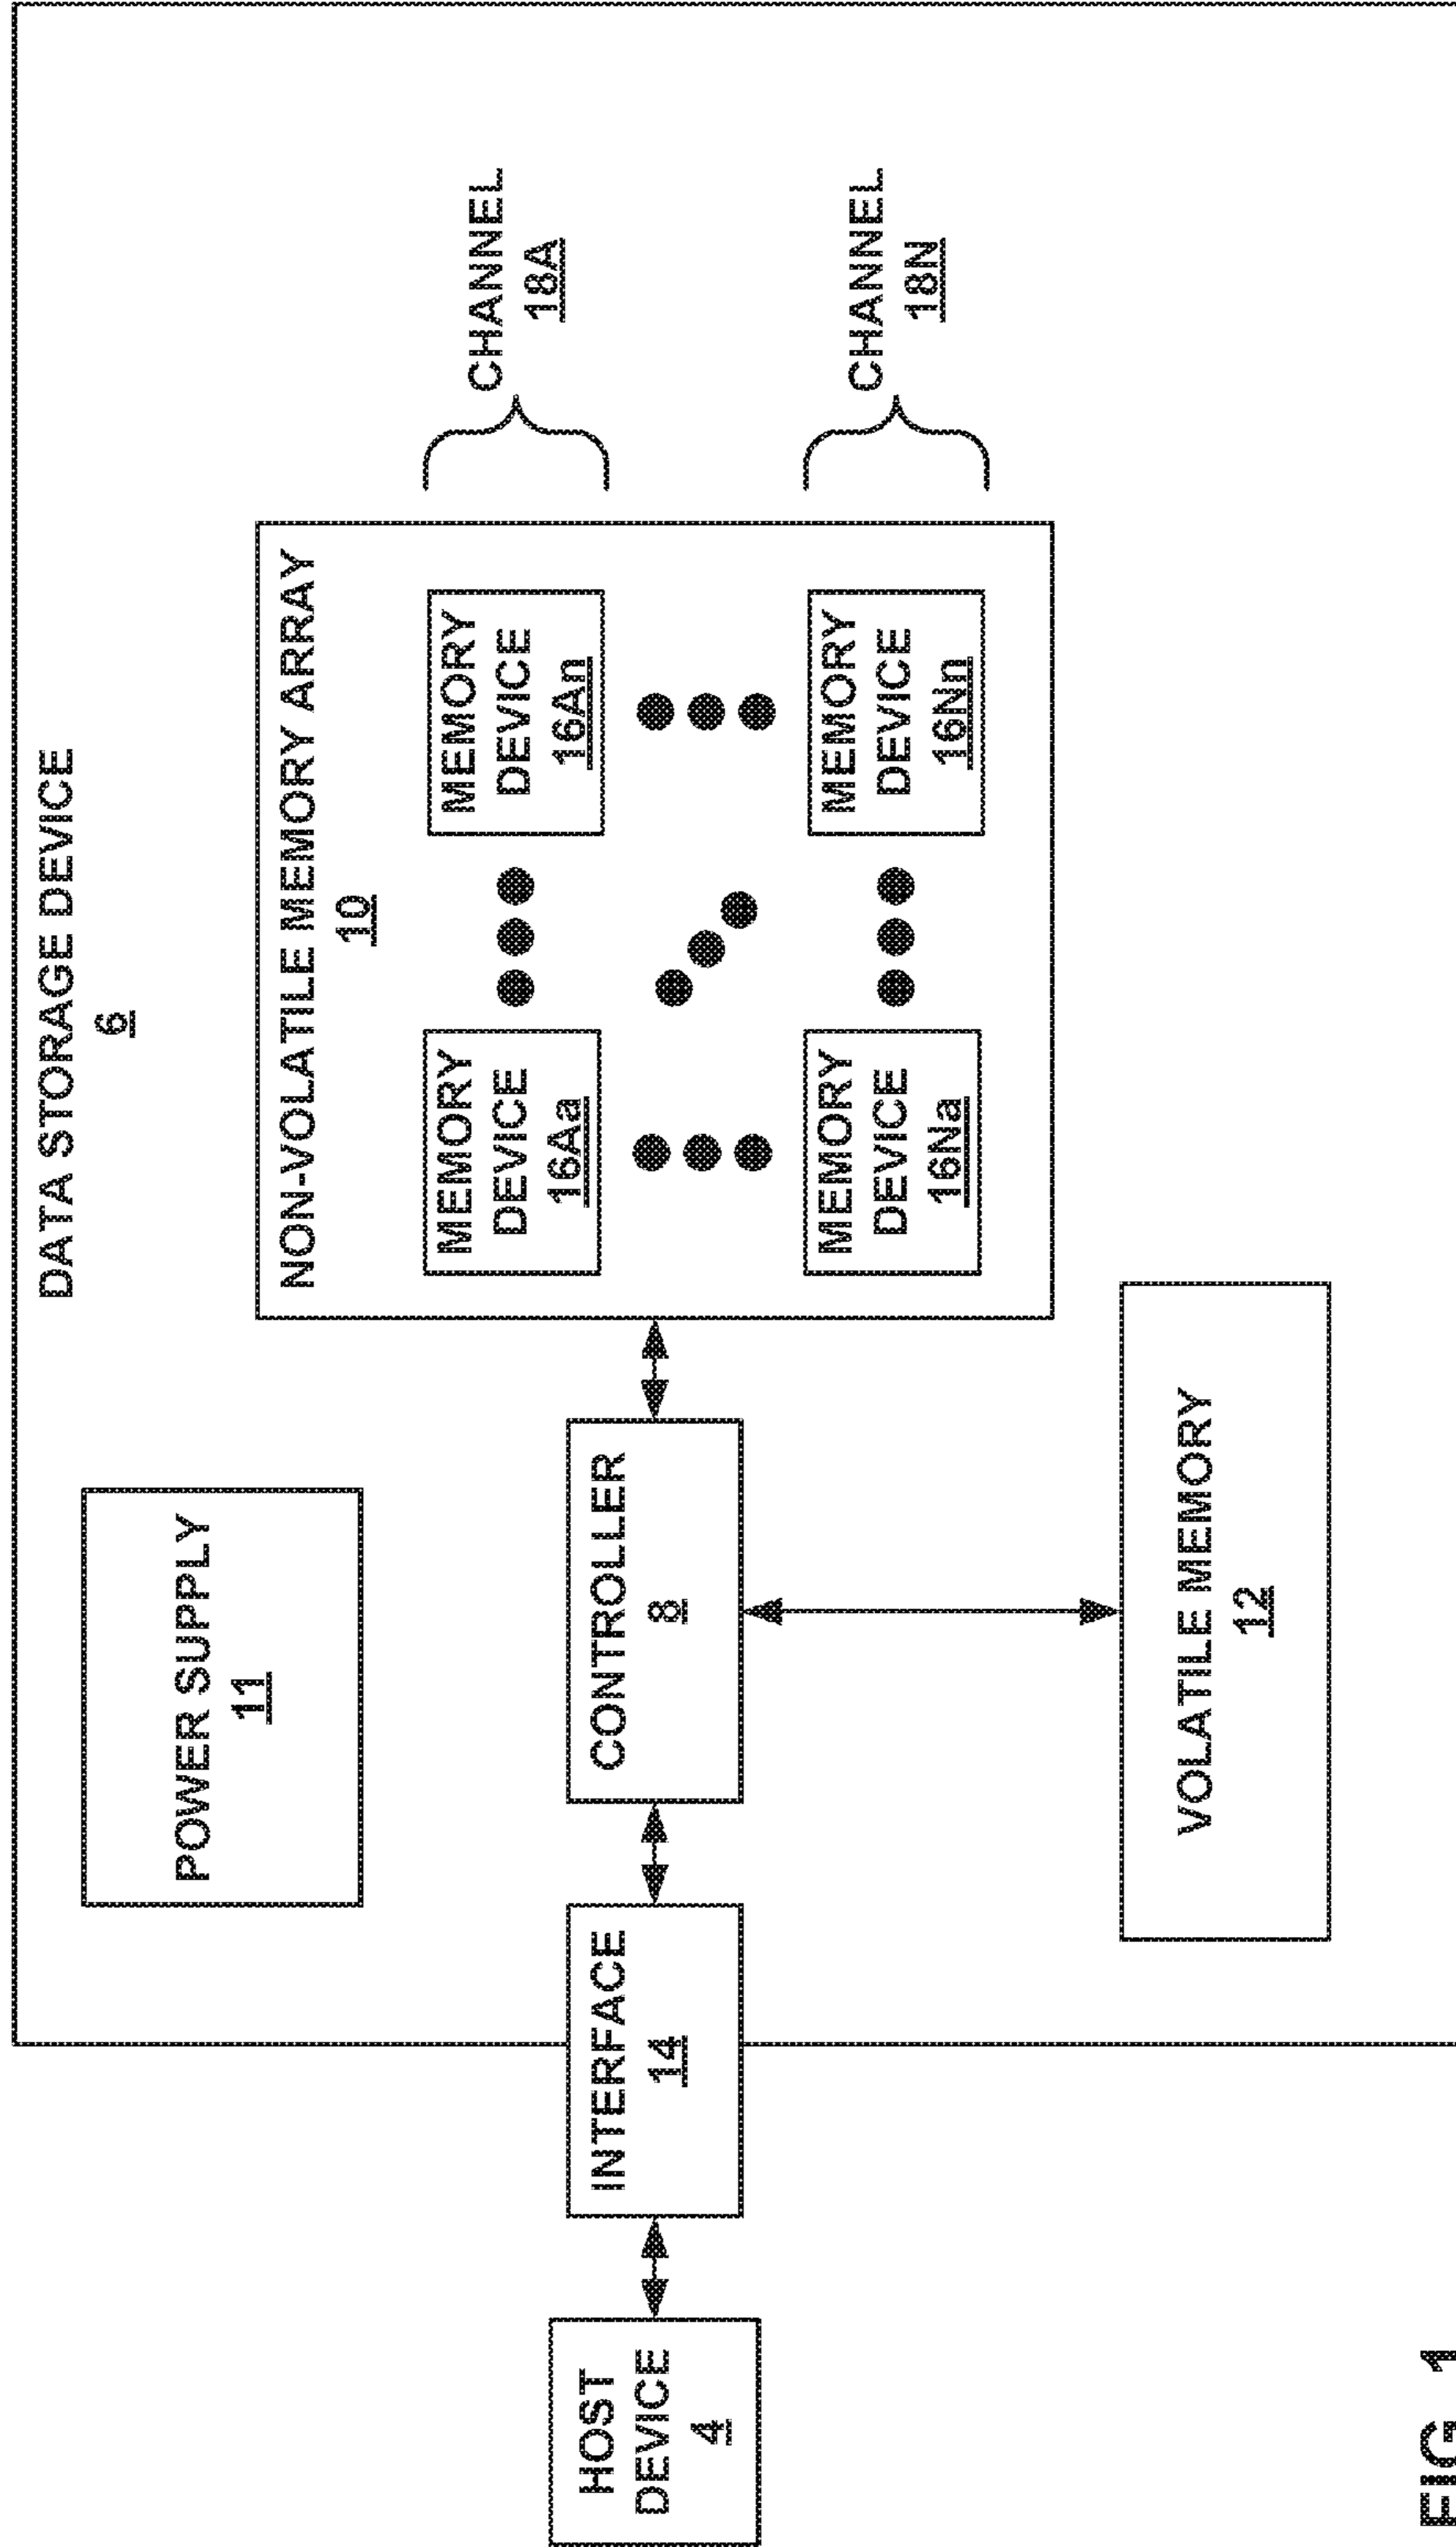 DATA STORAGE DEVICE
6
POWER SUPPLY
11
NON-VOLATILE MEMORY ARRAY
10
MEMORY
DEVICE
16Aa
MEMORY
DEVICE
16An
CHANNEL
18A
HOST
DEVICE
4
INTERFACE
14
CONTROLLER
8
MEMORY
DEVICE
16Na
MEMORY
DEVICE
16Nn
CHANNEL
18N
VOLATILE MEMORY
12
FIG. 1